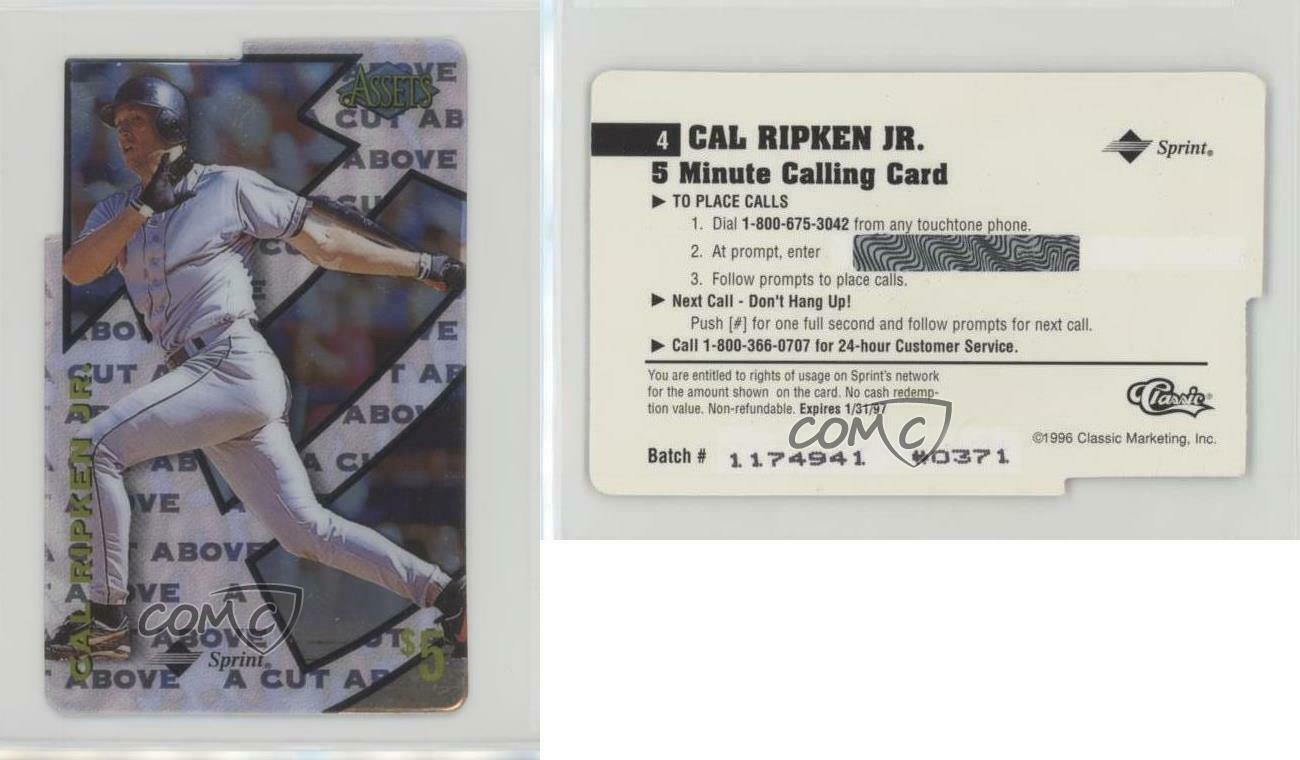 ASSETS
A CUT ABOVE
CAL RIPKEN JR.
Sprint®
$5
A CUT ABOVE
COMC
4 CAL RIPKEN JR.
Sprint®
5 Minute Calling Card
▶ TO PLACE CALLS
1. Dial 1-800-675-3042 from any touchtone phone.
2. At prompt, enter
3. Follow prompts to place calls.
▶ Next Call - Don't Hang Up!
Push [#] for one full second and follow prompts for next call.
▶ Call 1-800-366-0707 for 24-hour Customer Service.
You are entitled to rights of usage on Sprint's network
for the amount shown on the card. No cash redemp-
tion value. Non-refundable. Expires 1/31/97
Classic®
COMC
©1996 Classic Marketing, Inc.
Batch # 1174941 #0371